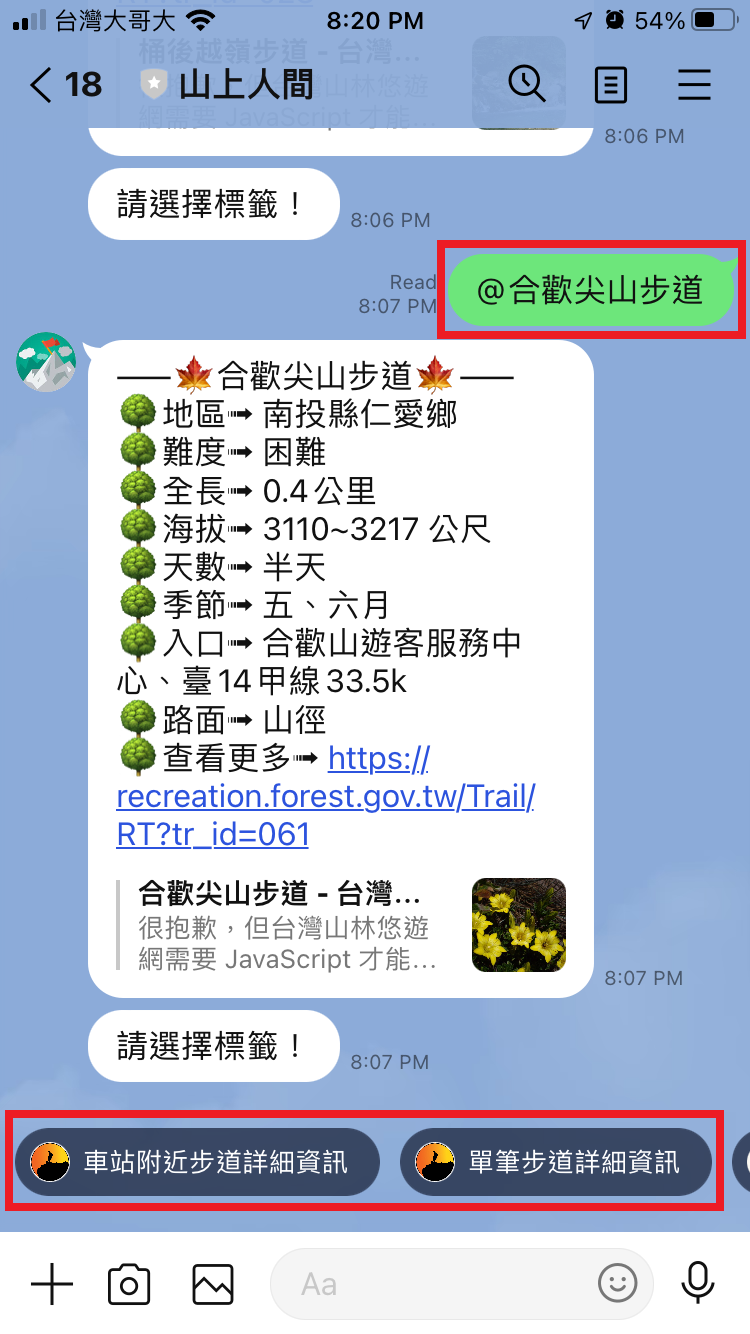 台灣大哥大 8:20 PM 54%
桶後越嶺步道 - 台灣...
18 山上人間
網需要 JavaScript 才能...
8:06 PM
請選擇標籤！ 8:06 PM
Read
8:07 PM @合歡尖山步道
合歡尖山步道
地區➟ 南投縣仁愛鄉
難度➟ 困難
全長➟ 0.4公里
海拔➟ 3110~3217 公尺
天數➟ 半天
季節➟ 五、六月
入口➟ 合歡山遊客服務中
心、臺14甲線33.5k
路面➟ 山徑
查看更多➟ https://
recreation.forest.gov.tw/Trail/
RT?tr_id=061
合歡尖山步道 - 台灣...
很抱歉，但台灣山林悠遊
網需要 JavaScript 才能...
8:07 PM
請選擇標籤！ 8:07 PM
車站附近步道詳細資訊 單筆步道詳細資訊
Aa